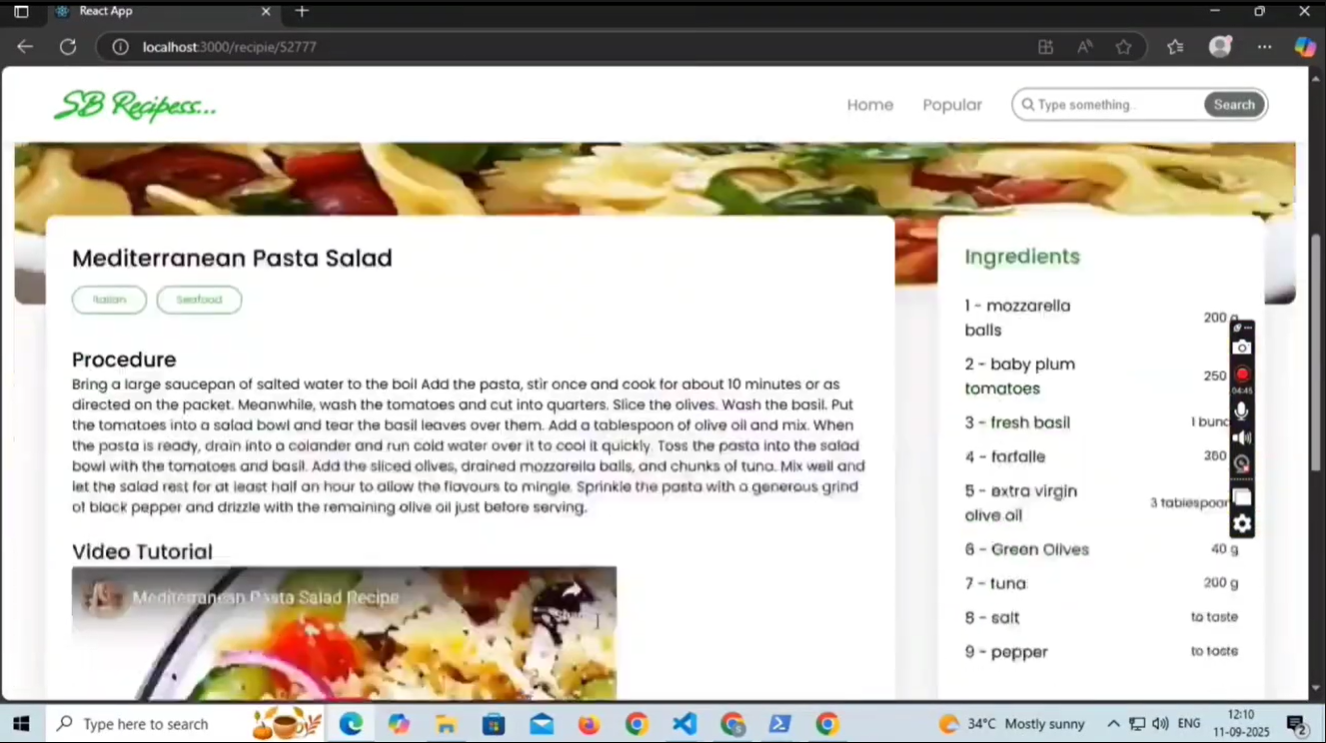 React App
localhost:3000/recipie/52777
SB Recipess...
Home
Popular
Type something..
Search
Mediterranean Pasta Salad
Italian
Seafood
Procedure
Bring a large saucepan of salted water to the boil Add the pasta, stir once and cook for about 10 minutes or as
directed on the packet. Meanwhile, wash the tomatoes and cut into quarters. Slice the olives. Wash the basil. Put
the tomatoes into a salad bowl and tear the basil leaves over them. Add a tablespoon of olive oil and mix. When
the pasta is ready, drain into a colander and run cold water over it to cool it quickly. Toss the pasta into the salad
bowl with the tomatoes and basil. Add the sliced olives, drained mozzarella balls, and chunks of tuna. Mix well and
let the salad rest for at least half an hour to allow the flavours to mingle. Sprinkle the pasta with a generous grind
of black pepper and drizzle with the remaining olive oil just before serving.
Video Tutorial
Mediterranean Pasta Salad Recipe
Share
Ingredients
1 - mozzarella
balls
200 g
2 - baby plum
tomatoes
250
3 - fresh basil
1 bunc
4 - farfalle
350
5 - extra virgin
olive oil
3 tablespoon
6 - Green Olives
40 g
7 - tuna
200 g
8 - salt
to taste
9 - pepper
to taste
04:45
Type here to search
34°C Mostly sunny
ENG
12:10
11-09-2025
2